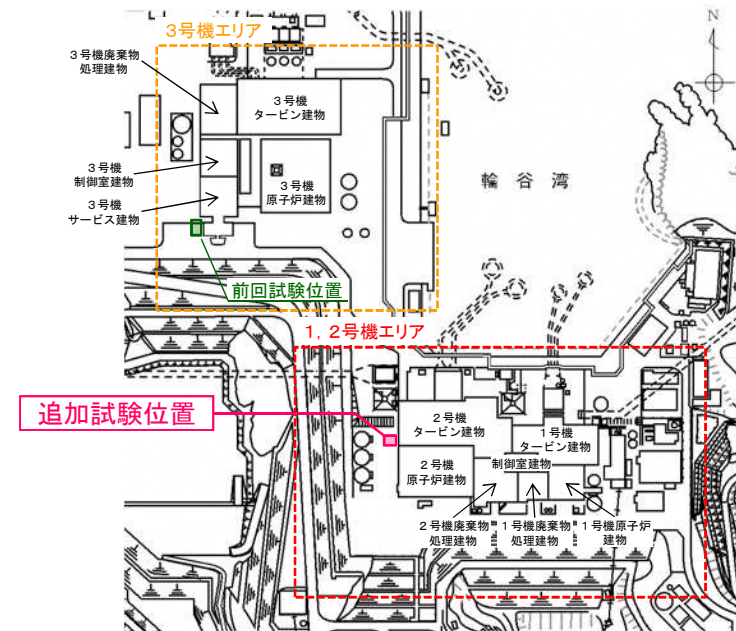 3号機エリア
N
3号機廃棄物
処理建物
3号機
タービン建物
3号機
制御室建物
3号機
原子炉建物
3号機
サービス建物
輪谷湾
前回試験位置
1,2号機エリア
追加試験位置
2号機
タービン建物
1号機
タービン建物
制御室建物
2号機
原子炉建物
2号機廃棄物
処理建物
1号機廃棄物
処理建物
1号機原子炉
建物